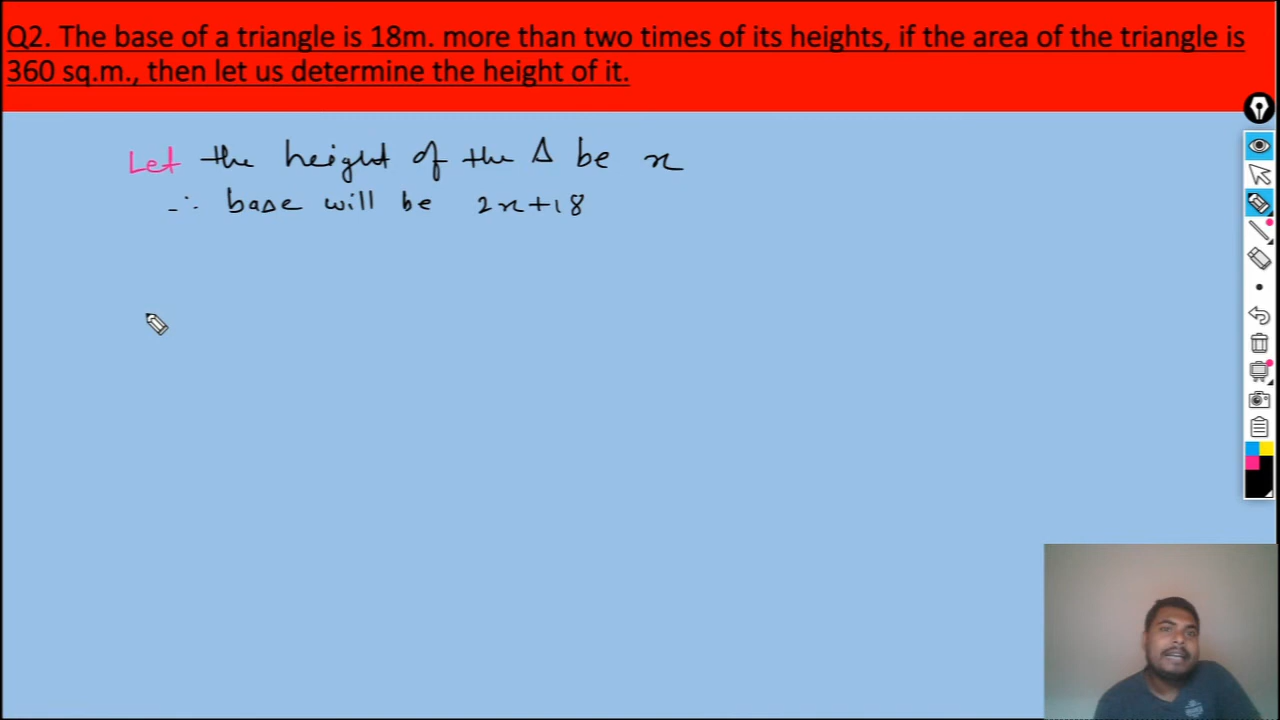 Q2. The base of a triangle is 18m. more than two times of its heights, if the area of the triangle is
360 sq.m., then let us determine the height of it.
Let the height of the Δ be x
∴ base will be 2x+18